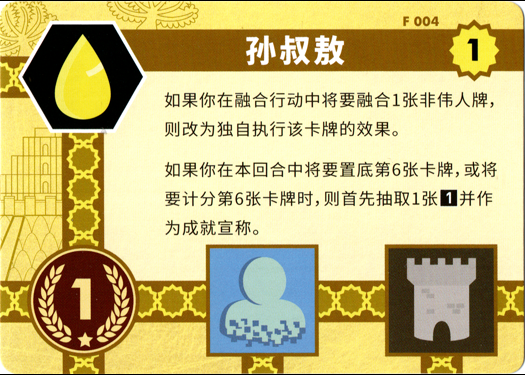 F 004
孙叔敖
1
如果你在融合行动中将要融合1张非伟人牌，
则改为独自执行该卡牌的效果。
如果你在本回合中将要置底第6张卡牌，或将
要计分第6张卡牌时，则首先抽取1张1并作
为成就宣称。
1